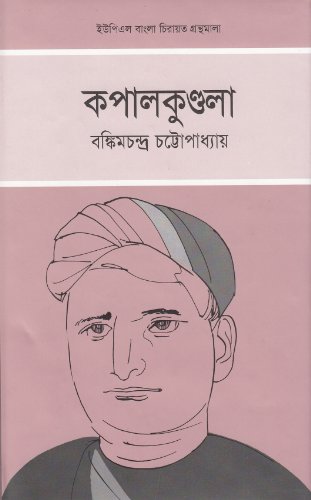 ইউপিএল বাংলা চিরায়ত গ্রন্থমালা
কপালকুণ্ডলা
বঙ্কিমচন্দ্র চট্টোপাধ্যায়